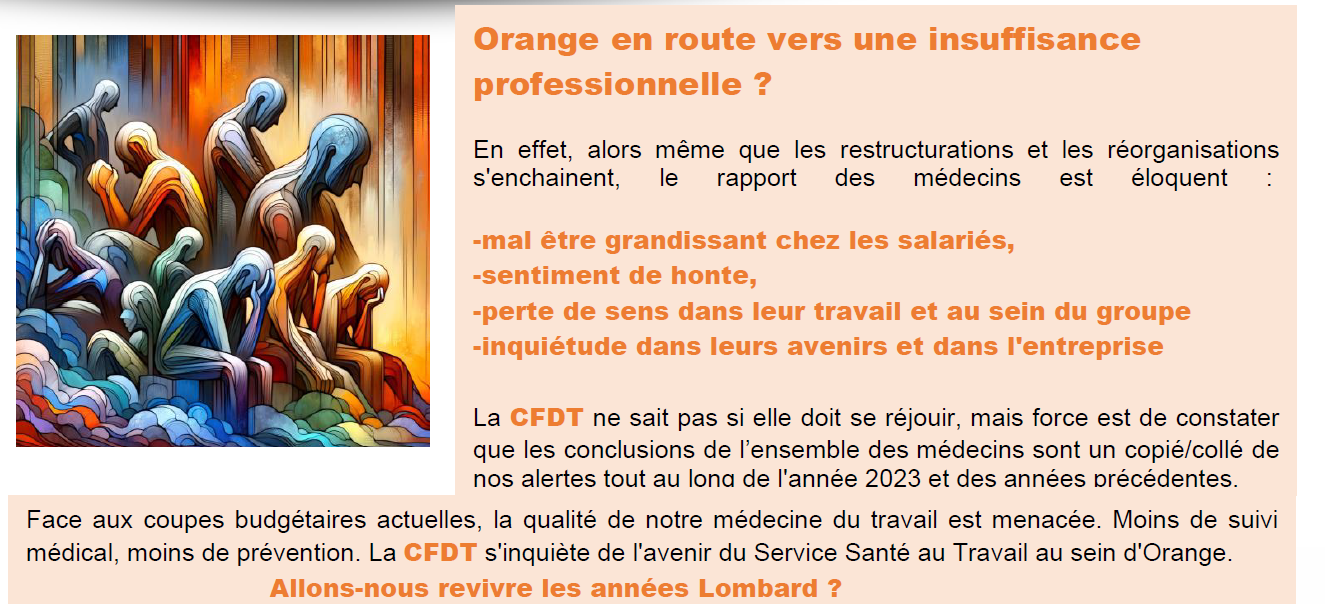 Orange en route vers une insuffisance
professionnelle ?
En effet, alors même que les restructurations et les réorganisations
s'enchainent, le rapport des médecins est éloquent :
-mal être grandissant chez les salariés,
-sentiment de honte,
-perte de sens dans leur travail et au sein du groupe
-inquiétude dans leurs avenirs et dans l'entreprise
La CFDT ne sait pas si elle doit se réjouir, mais force est de constater
que les conclusions de l’ensemble des médecins sont un copié/collé de
nos alertes tout au long de l'année 2023 et des années précédentes.
Face aux coupes budgétaires actuelles, la qualité de notre médecine du travail est menacée. Moins de suivi
médical, moins de prévention. La CFDT s'inquiète de l'avenir du Service Santé au Travail au sein d'Orange.
Allons-nous revivre les années Lombard ?